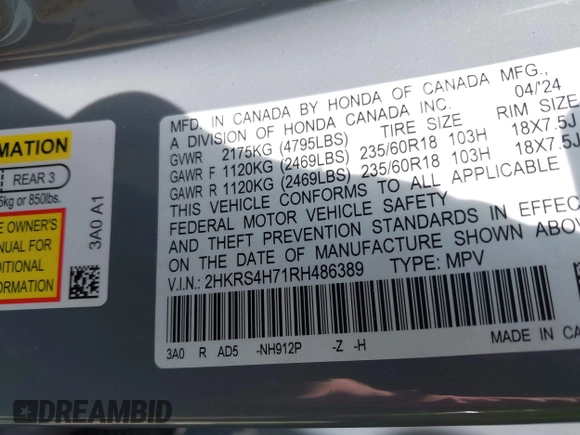 MATION
REAR 3
5kg or 850lbs.
E OWNER'S
NUAL FOR
DITIONAL
ORMATION
3A0 A1
MFD. IN CANADA BY HONDA OF CANADA MFG.,
A DIVISION OF HONDA CANADA INC. 04/'24
GVWR 2175KG (4795LBS) TIRE SIZE RIM SIZE
GAWR F 1120KG (2469LBS) 235/60R18 103H 18X7.5J
GAWR R 1120KG (2469LBS) 235/60R18 103H 18X7.5J
THIS VEHICLE CONFORMS TO ALL APPLICABLE
FEDERAL MOTOR VEHICLE SAFETY
AND THEFT PREVENTION STANDARDS IN EFFEC
ON THE DATE OF MANUFACTURE SHOWN ABOV
V.I.N.: 2HKRS4H71RH486389 TYPE: MPV
3A0 R AD5 -NH912P -Z -H
MADE IN CA
DREAMBID